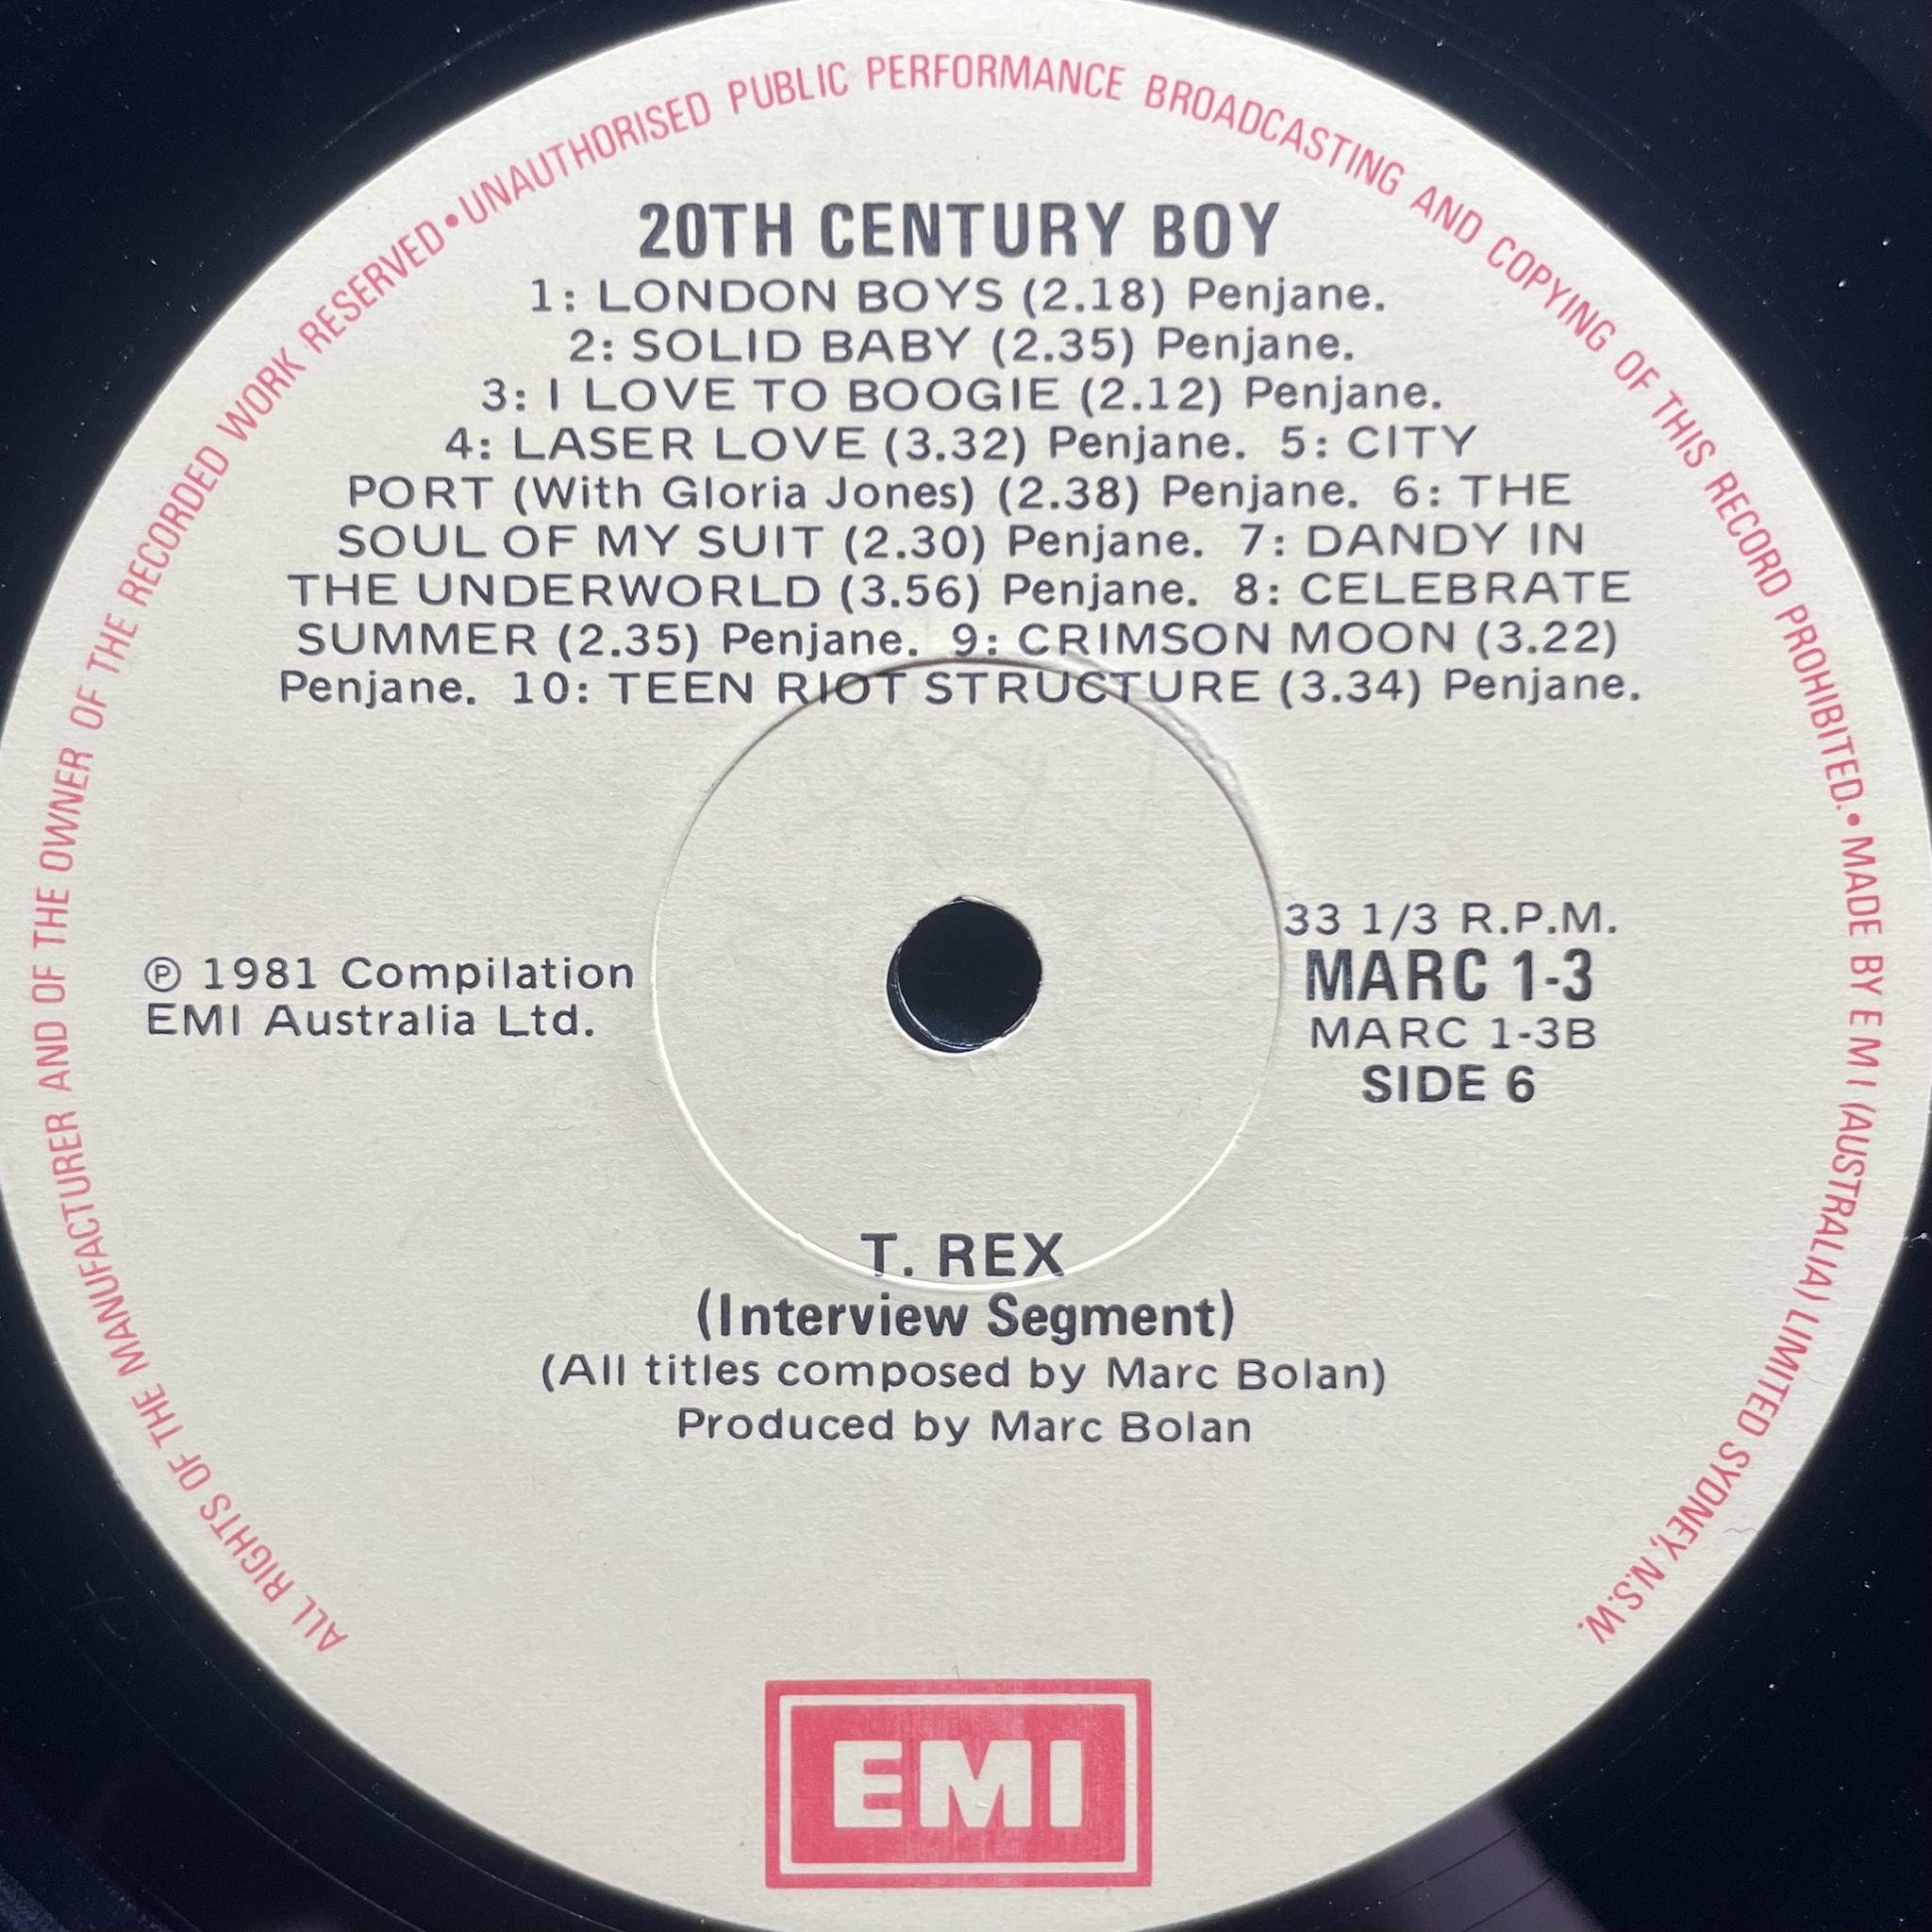 ALL RIGHTS OF THE MANUFACTURER AND OF THE OWNER OF THE RECORDED WORK RESERVED • UNAUTHORISED PUBLIC PERFORMANCE BROADCASTING AND COPYING OF THIS RECORD PROHIBITED. • MADE BY E M I (AUSTRALIA) LIMITED SYDNEY, N.S.W.
20TH CENTURY BOY
1: LONDON BOYS (2.18) Penjane.
2: SOLID BABY (2.35) Penjane.
3: I LOVE TO BOOGIE (2.12) Penjane.
4: LASER LOVE (3.32) Penjane. 5: CITY
PORT (With Gloria Jones) (2.38) Penjane. 6: THE
SOUL OF MY SUIT (2.30) Penjane. 7: DANDY IN
THE UNDERWORLD (3.56) Penjane. 8: CELEBRATE
SUMMER (2.35) Penjane. 9: CRIMSON MOON (3.22)
Penjane. 10: TEEN RIOT STRUCTURE (3.34) Penjane.
℗ 1981 Compilation
EMI Australia Ltd.
33 1/3 R.P.M.
MARC 1-3
MARC 1-3B
SIDE 6
T. REX
(Interview Segment)
(All titles composed by Marc Bolan)
Produced by Marc Bolan
EMI